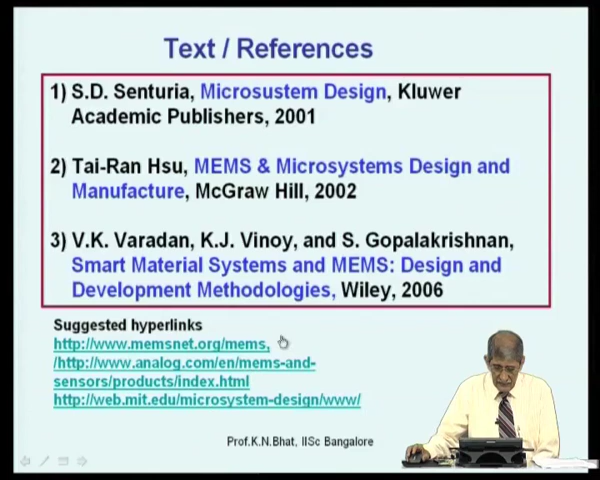 Text / References
1) S.D. Senturia, Microsustem Design, Kluwer
Academic Publishers, 2001
2) Tai-Ran Hsu, MEMS & Microsystems Design and
Manufacture, McGraw Hill, 2002
3) V.K. Varadan, K.J. Vinoy, and S. Gopalakrishnan,
Smart Material Systems and MEMS: Design and
Development Methodologies, Wiley, 2006
Suggested hyperlinks
http://www.memsnet.org/mems,
/http://www.analog.com/en/mems-and-
sensors/products/index.html
http://web.mit.edu/microsystem-design/www/
Prof.K.N.Bhat, IISc Bangalore